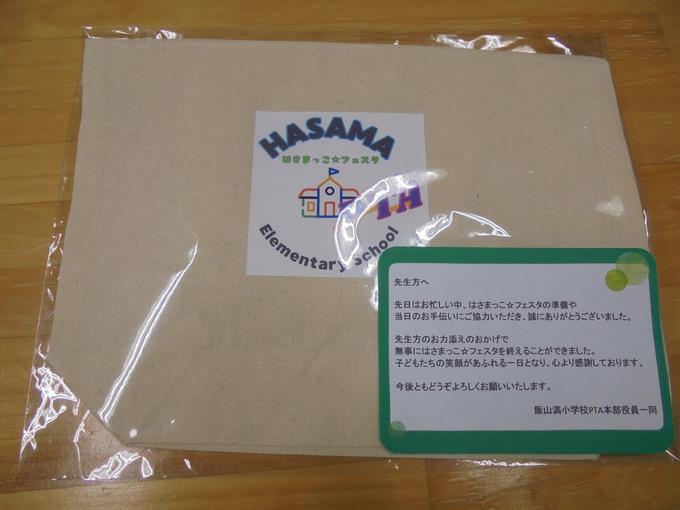 HASAMA
はさまっこ☆フェスタ
PTA
Elementary School
先生方へ
先日はお忙しい中、はさまっこ☆フェスタの準備や
当日のお手伝いにご協力いただき、誠にありがとうございました。
先生方のお力添えのおかげで
無事にはさまっこ☆フェスタを終えることができました。
子どもたちの笑顔があふれる一日となり、心より感謝しております。
今後ともどうぞよろしくお願いいたします。
飯山満小学校PTA本部役員一同